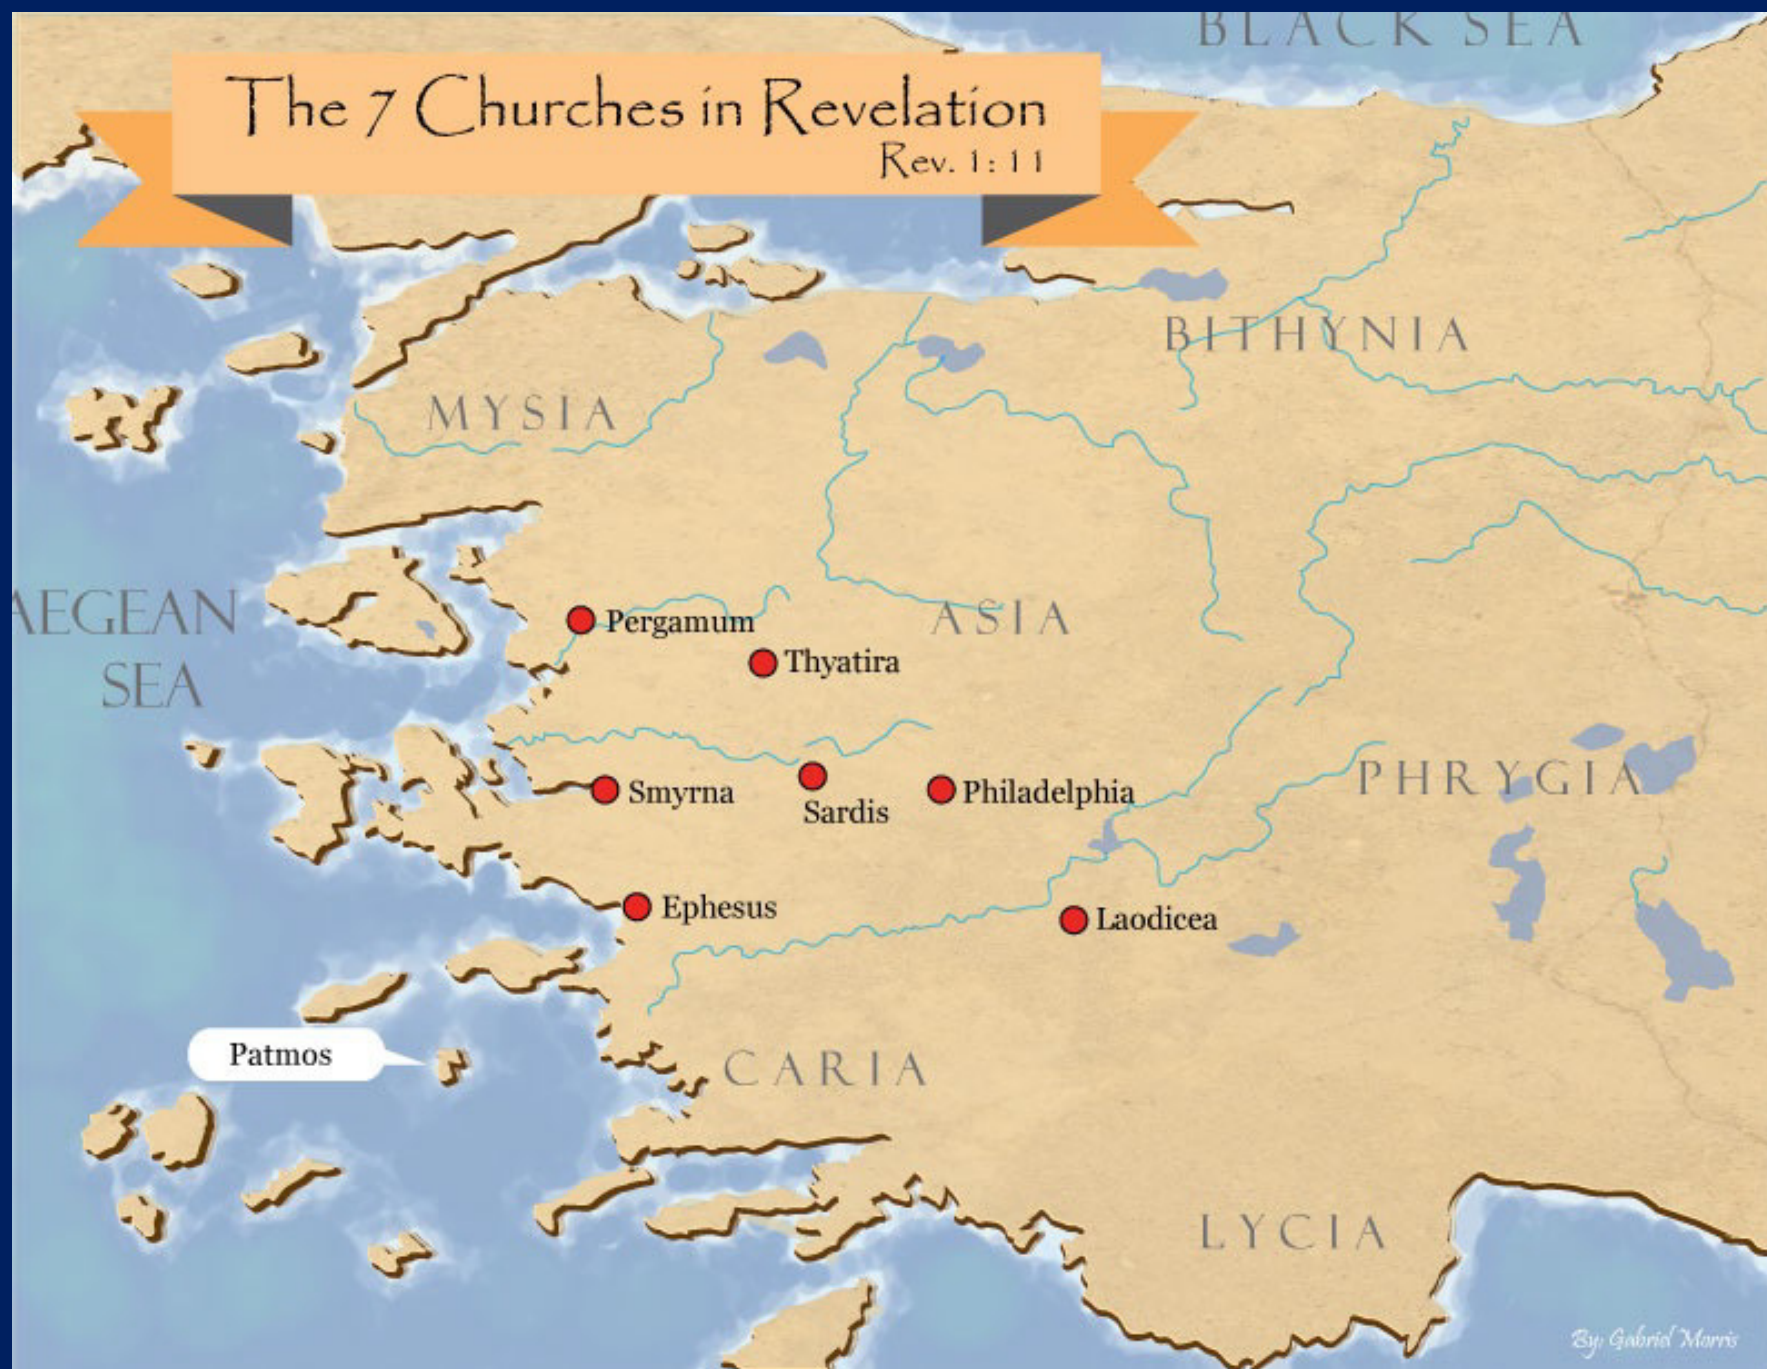 BLACK SEA
The 7 Churches in Revelation
Rev. 1:11
BITHYNIA
MYSIA
AEGEAN
SEA
Pergamum
ASIA
Thyatira
PHRYGIA
Smyrna
Sardis
Philadelphia
Ephesus
Laodicea
Patmos
CARIA
LYCIA
By: Gabriel Morris